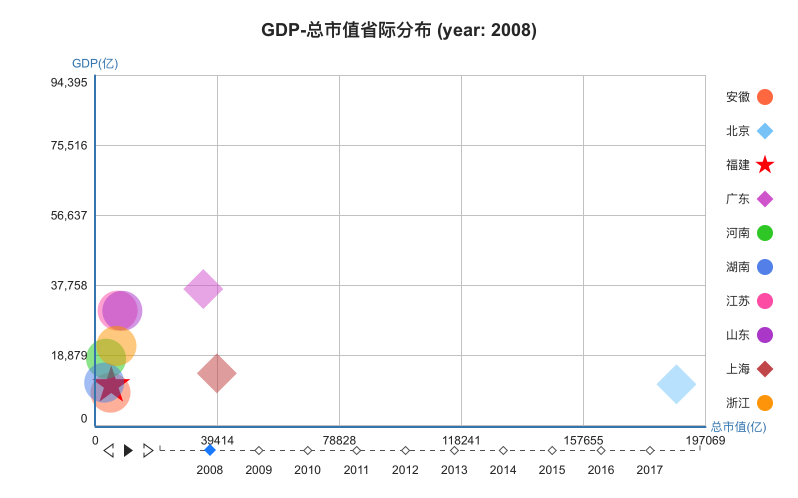 GDP-总市值省际分布 (year: 2008)
GDP(亿)
94,395
75,516
56,637
37,758
18,879
0
0 39414 78828 118241 157655 197069
总市值(亿)
安徽
北京
福建
广东
河南
湖南
江苏
山东
上海
浙江
2008 2009 2010 2011 2012 2013 2014 2015 2016 2017